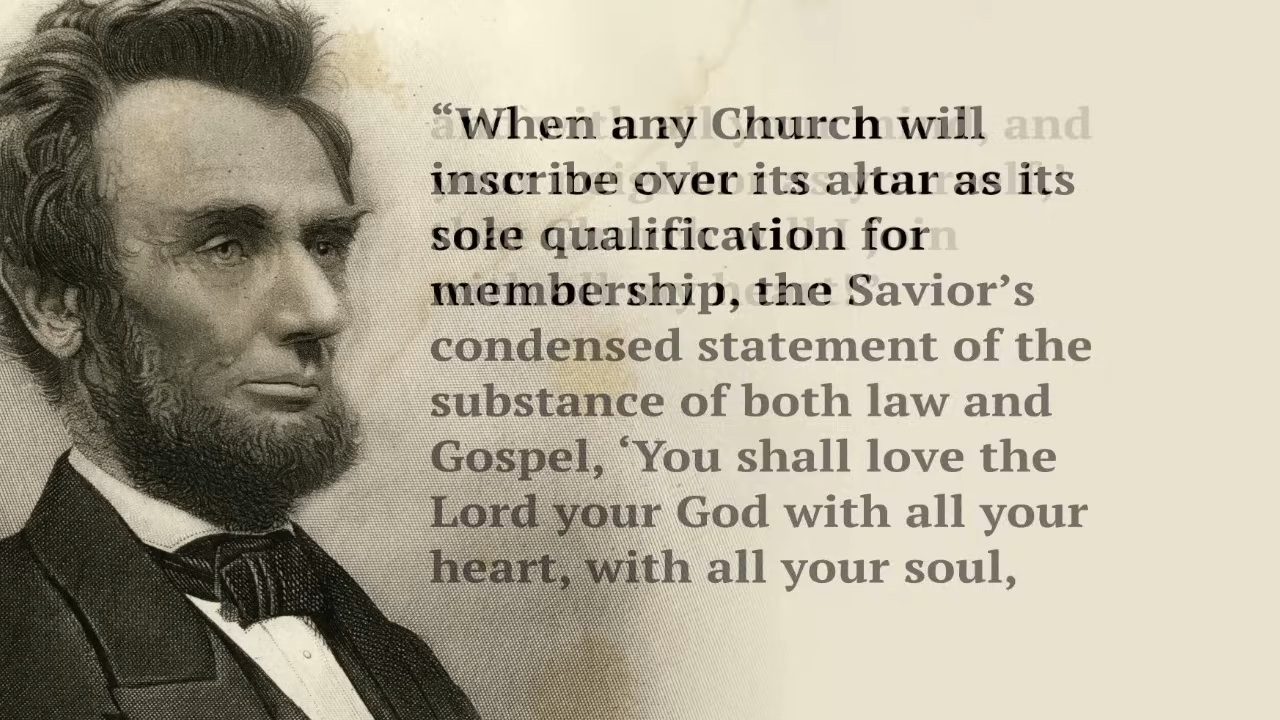 “When any Church will
inscribe over its altar as its
sole qualification for
membership, the Savior’s
condensed statement of the
substance of both law and
Gospel, ‘You shall love the
Lord your God with all your
heart, with all your soul,